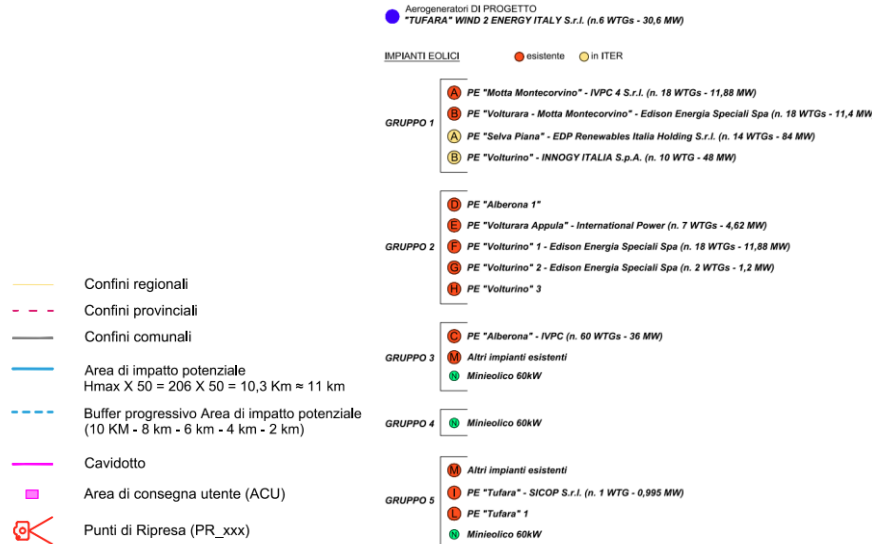 Aerogeneratori DI PROGETTO
"TUFARA" WIND 2 ENERGY ITALY S.r.l. (n.6 WTGs - 30,6 MW)
IMPIANTI EOLICI
esistente
in ITER
GRUPPO 1
A PE "Motta Montecorvino" - IVPC 4 S.r.l. (n. 18 WTGs - 11,88 MW)
B PE "Volturara - Motta Montecorvino" - Edison Energia Speciali Spa (n. 18 WTGs - 11,4 MW
A PE "Selva Piana" - EDP Renewables Italia Holding S.r.l. (n. 14 WTGs - 84 MW)
B PE "Volturino" - INNOGY ITALIA S.p.A. (n. 10 WTG - 48 MW)
GRUPPO 2
D PE "Alberona 1"
E PE "Volturara Appula" - International Power (n. 7 WTGs - 4,62 MW)
F PE "Volturino" 1 - Edison Energia Speciali Spa (n. 18 WTGs - 11,88 MW)
G PE "Volturino" 2 - Edison Energia Speciali Spa (n. 2 WTGs - 1,2 MW)
H PE "Volturino" 3
GRUPPO 3
C PE "Alberona" - IVPC (n. 60 WTGs - 36 MW)
M Altri impianti esistenti
N Minieolico 60kW
GRUPPO 4
N Minieolico 60kW
GRUPPO 5
M Altri impianti esistenti
I PE "Tufara" - SICOP S.r.l. (n. 1 WTG - 0,995 MW)
L PE "Tufara" 1
N Minieolico 60kW
Confini regionali
Confini provinciali
Confini comunali
Area di impatto potenziale
Hmax X 50 = 206 X 50 = 10,3 Km ≈ 11 km
Buffer progressivo Area di impatto potenziale
(10 KM - 8 km - 6 km - 4 km - 2 km)
Cavidotto
Area di consegna utente (ACU)
Punti di Ripresa (PR_xxx)